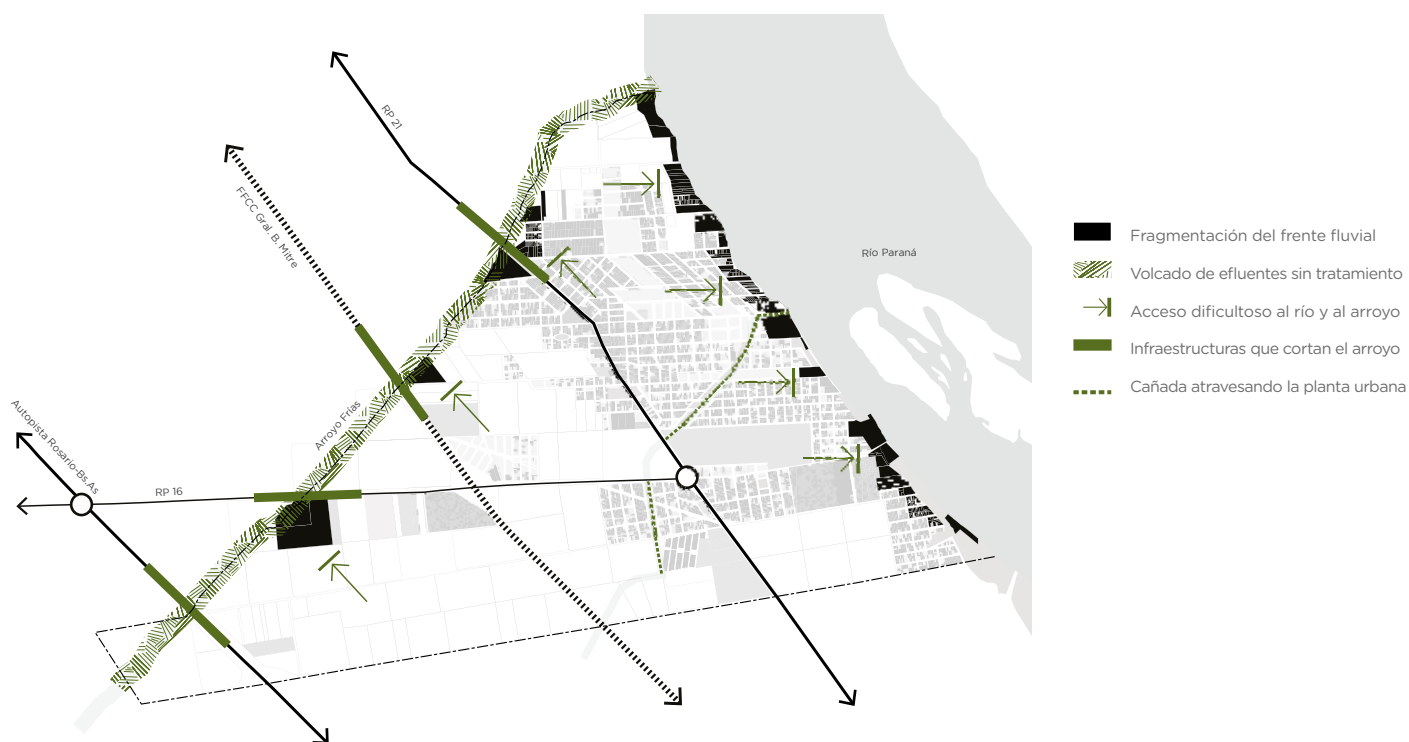 RP 21
FFCC Gral. B. Mitre
Río Paraná
Arroyo Frías
Autopista Rosario-Bs.As
RP 16
Fragmentación del frente fluvial
Volcado de efluentes sin tratamiento
Acceso dificultoso al río y al arroyo
Infraestructuras que cortan el arroyo
Cañada atravesando la planta urbana